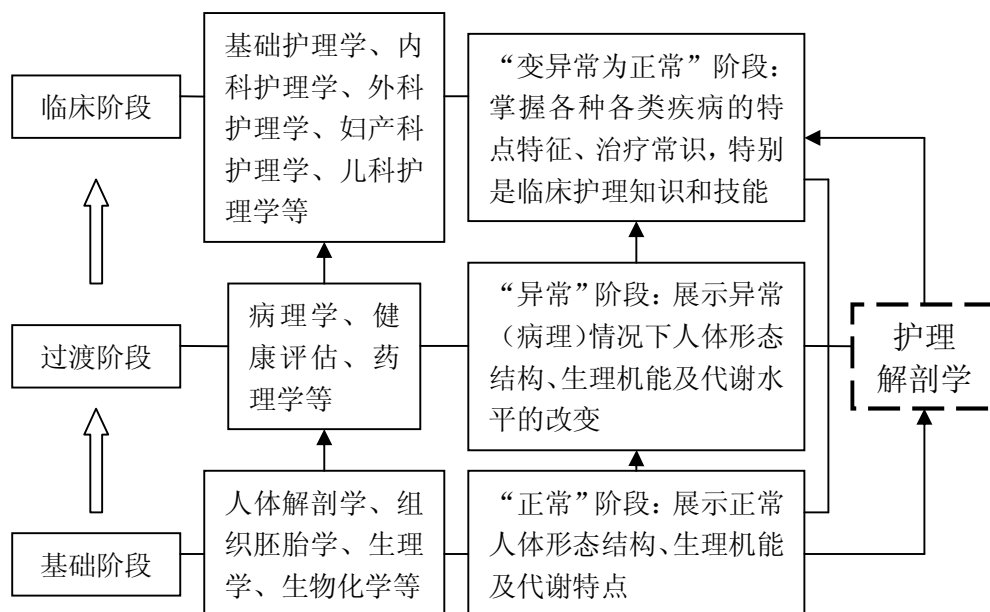 临床阶段
基础护理学、内
科护理学、外科
护理学、妇产科
护理学、儿科护
理学等
“变异常为正常”阶段：
掌握各种各类疾病的特
点特征、治疗常识，特别
是临床护理知识和技能
过渡阶段
病理学、健
康评估、药
理学等
“异常”阶段：展示异常
（病理）情况下人体形态
结构、生理机能及代谢水
平的改变
护理
解剖学
基础阶段
人体解剖学、组
织胚胎学、生理
学、生物化学等
“正常”阶段：展示正常
人体形态结构、生理机能
及代谢特点